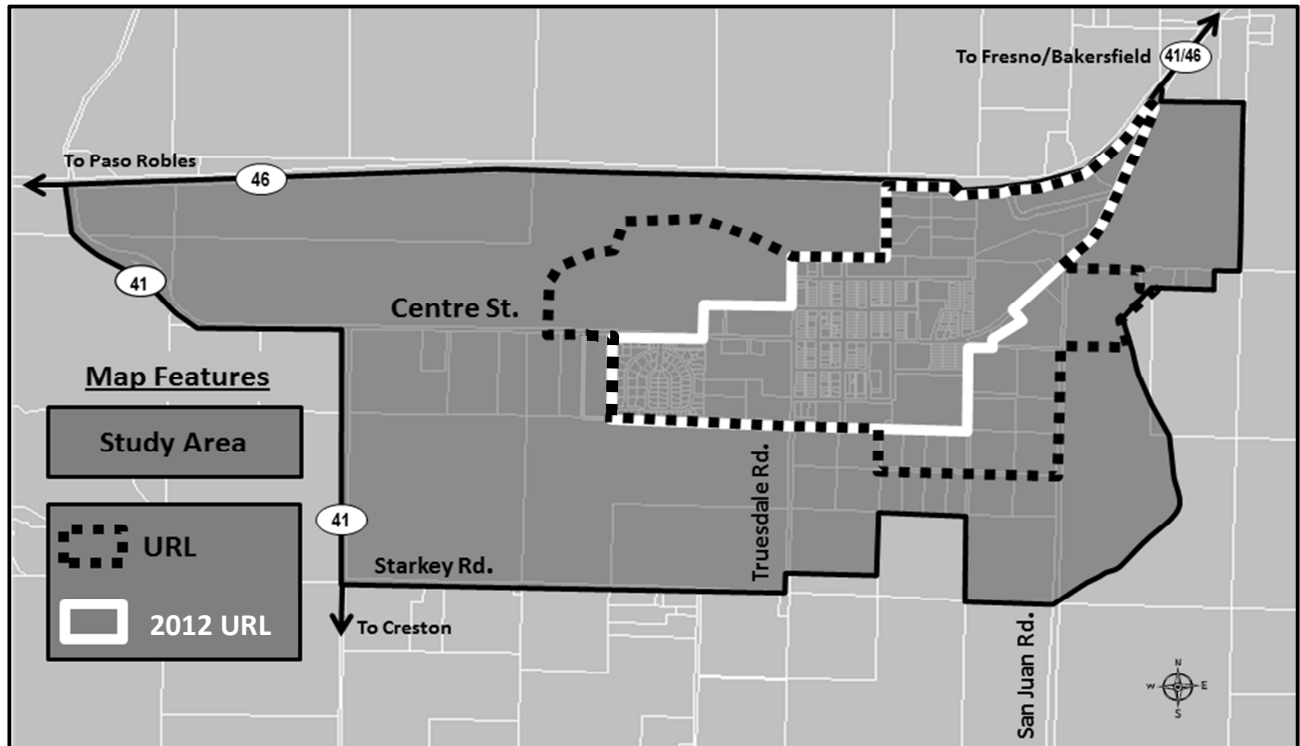 To Fresno/Bakersfield 41/46
To Paso Robles
46
41
Centre St.
Map Features
Study Area
URL
2012 URL
41
Starkey Rd.
To Creston
Truesdale Rd.
San Juan Rd.
N
W E
S